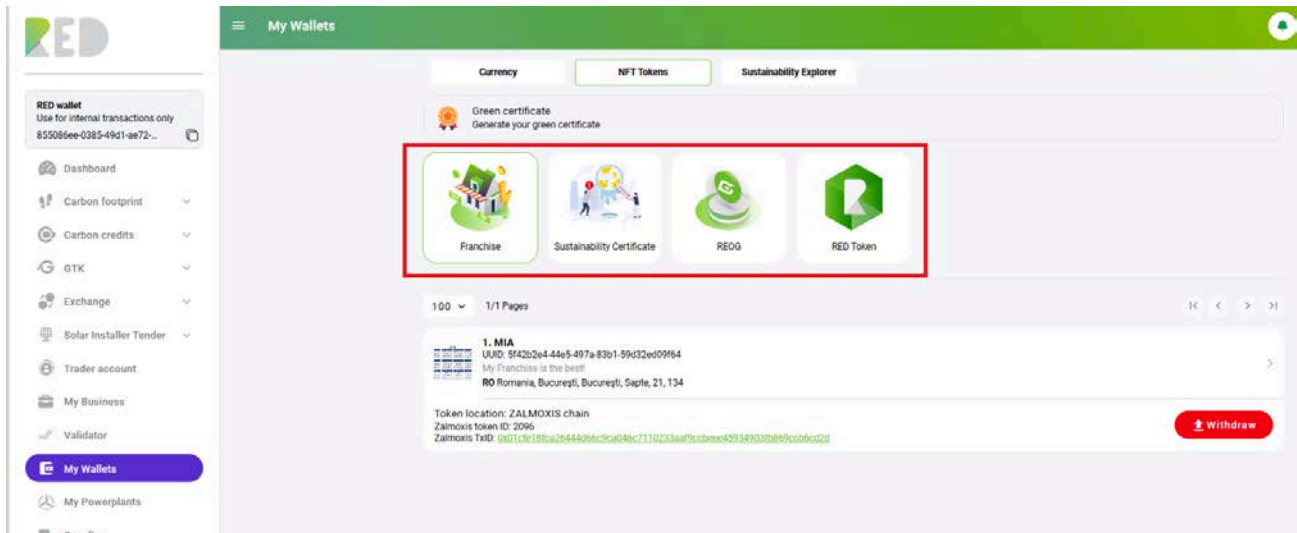 RED
My Wallets
Currency
NFT Tokens
Sustainability Explorer
RED wallet
Use for internal transactions only
855086ee-0385-49d1-ae72-...
Green certificate
Generate your green certificate
Dashboard
Carbon footprint
Carbon credits
GTK
Exchange
Solar Installer Tender
Trader account
My Business
Validator
My Wallets
My Powerplants
Franchise
Sustainability Certificate
REOG
RED Token
100
1/1 Pages
1. MIA
UUID: 5f42b2e4-44e5-497a-83b1-59d32ed09f64
My Franchise is the best!
RO Romania, București, București, Sapte, 21, 134
Token location: ZALMOXIS chain
Zalmoxis token ID: 2096
Zalmoxis TxID:
Withdraw